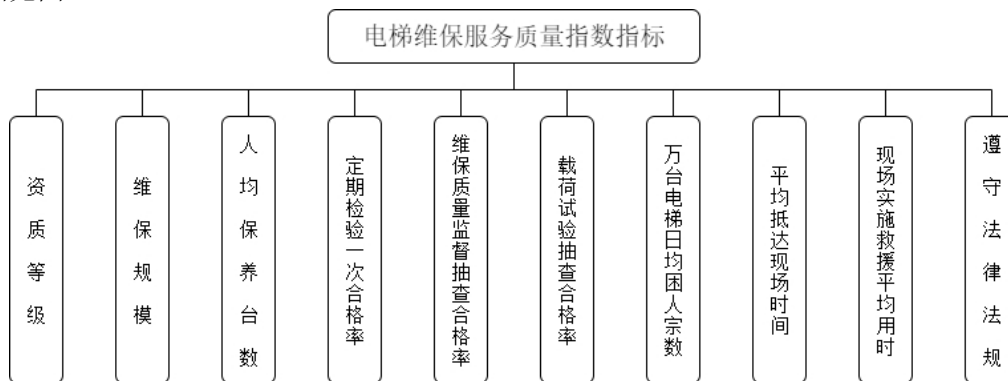 电梯维保服务质量指数指标
资质等级
维保规模
人均保养台数
定期检验一次合格率
维保质量监督抽查合格率
载荷试验抽查合格率
万台电梯日均困人宗数
平均抵达现场时间
现场实施救援平均用时
遵守法律法规